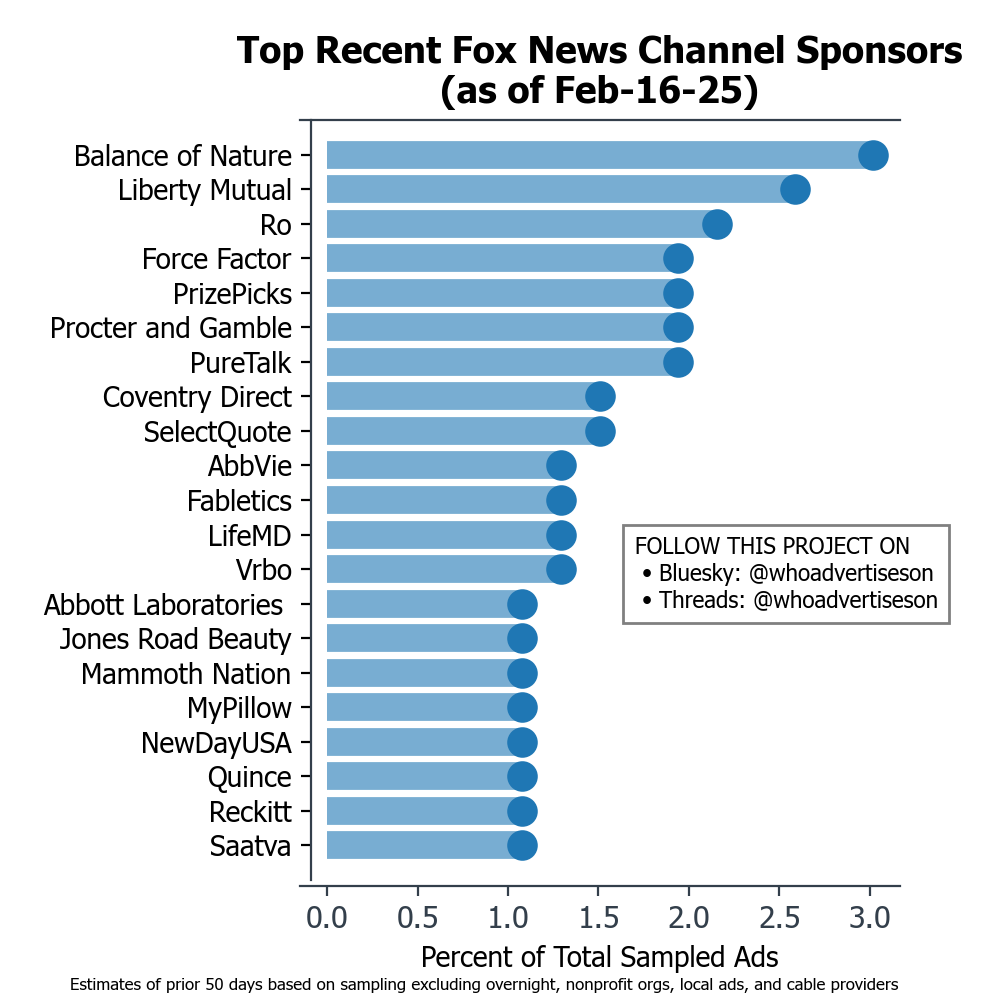 Top Recent Fox News Channel Sponsors
(as of Feb-16-25)
Balance of Nature
Liberty Mutual
Ro
Force Factor
PrizePicks
Procter and Gamble
PureTalk
Coventry Direct
SelectQuote
AbbVie
Fabletics
LifeMD
Vrbo
Abbott Laboratories
Jones Road Beauty
Mammoth Nation
MyPillow
NewDayUSA
Quince
Reckitt
Saatva
FOLLOW THIS PROJECT ON
• Bluesky: @whoadvertiseson
• Threads: @whoadvertiseson
0.0 0.5 1.0 1.5 2.0 2.5 3.0
Percent of Total Sampled Ads
Estimates of prior 50 days based on sampling excluding overnight, nonprofit orgs, local ads, and cable providers